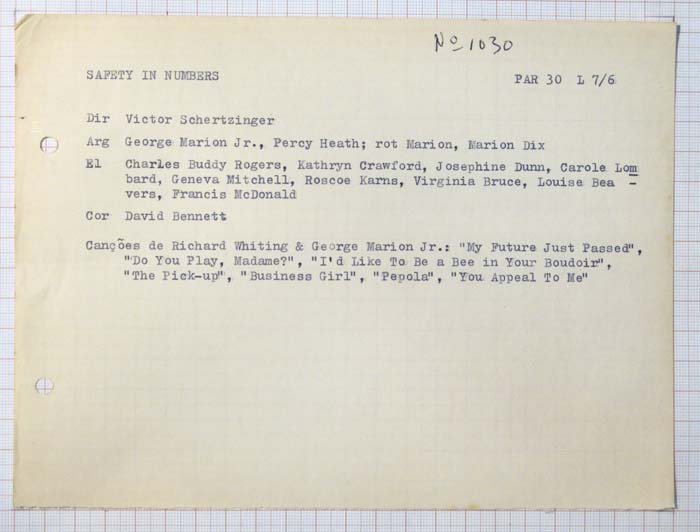 Nº 1030
SAFETY IN NUMBERS PAR 30 L 7/6
Dir Victor Schertzinger
Arg George Marion Jr., Percy Heath; rot Marion, Marion Dix
El Charles Buddy Rogers, Kathryn Crawford, Josephine Dunn, Carole Lom
bard, Geneva Mitchell, Roscoe Karns, Virginia Bruce, Louise Bea -
vers, Francis McDonald
Cor David Bennett
Canções de Richard Whiting & George Marion Jr.: "My Future Just Passed",
"Do You Play, Madame?", "I'd Like To Be a Bee in Your Boudoir",
"The Pick-up", "Business Girl", "Pepola", "You Appeal To Me"